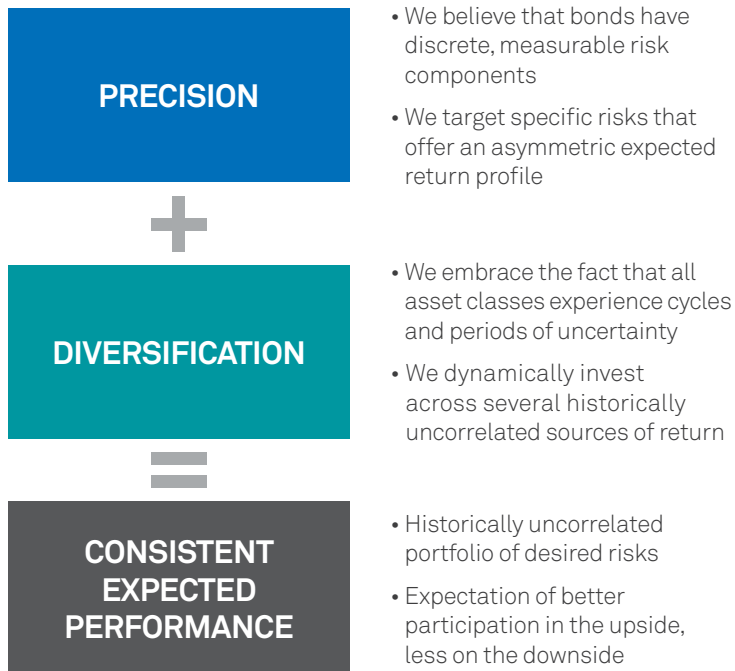 PRECISION
• We believe that bonds have
discrete, measurable risk
components
• We target specific risks that
offer an asymmetric expected
return profile
+
DIVERSIFICATION
• We embrace the fact that all
asset classes experience cycles
and periods of uncertainty
• We dynamically invest
across several historically
uncorrelated sources of return
=
CONSISTENT
EXPECTED
PERFORMANCE
• Historically uncorrelated
portfolio of desired risks
• Expectation of better
participation in the upside,
less on the downside